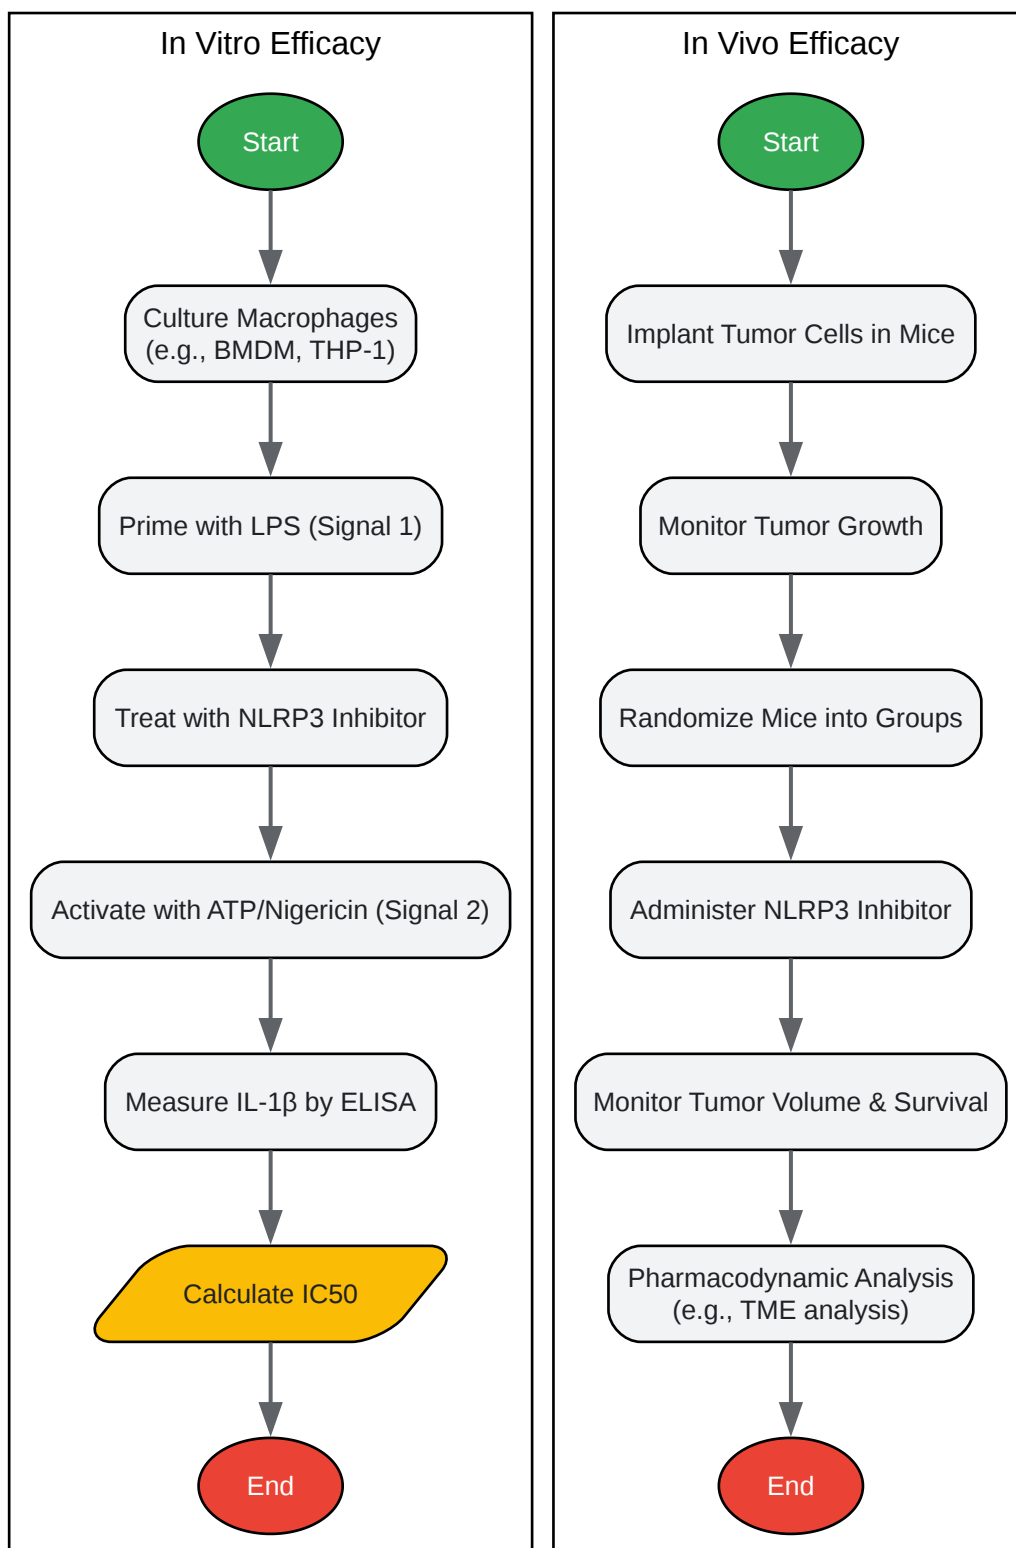 In Vitro Efficacy
Start
Culture Macrophages
(e.g., BMDM, THP-1)
Prime with LPS (Signal 1)
Treat with NLRP3 Inhibitor
Activate with ATP/Nigericin (Signal 2)
Measure IL-1β by ELISA
Calculate IC50
End
In Vivo Efficacy
Start
Implant Tumor Cells in Mice
Monitor Tumor Growth
Randomize Mice into Groups
Administer NLRP3 Inhibitor
Monitor Tumor Volume & Survival
Pharmacodynamic Analysis
(e.g., TME analysis)
End